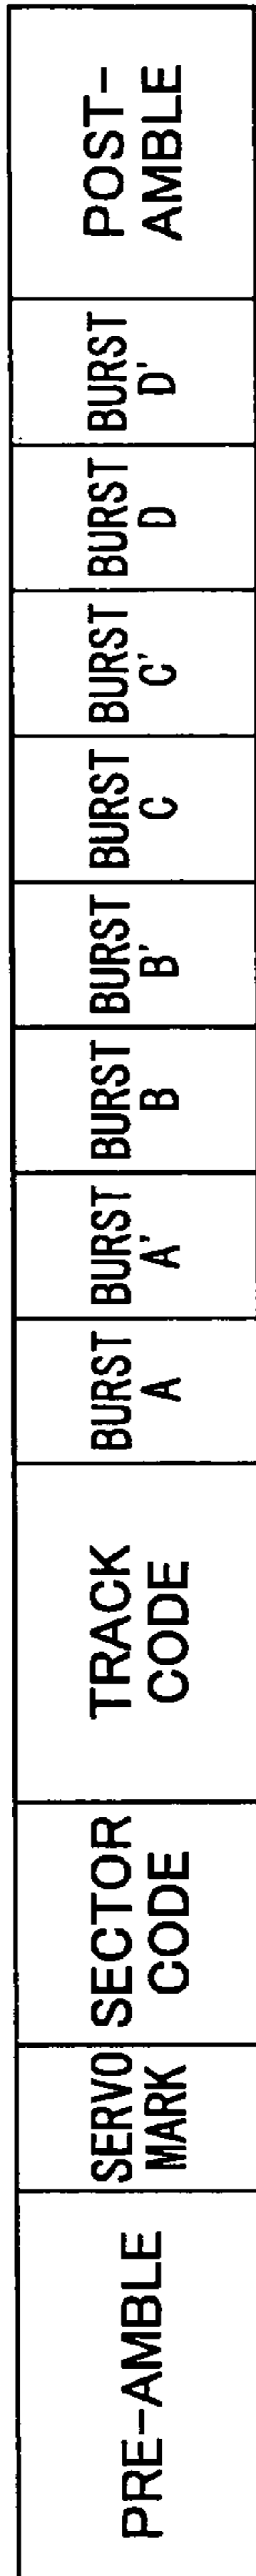 PRE-AMBLE
SERVO
MARK
SECTOR
CODE
TRACK
CODE
BURST
A
BURST
A'
BURST
B
BURST
B'
BURST
C
BURST
C'
BURST
D
BURST
D'
POST-
AMBLE